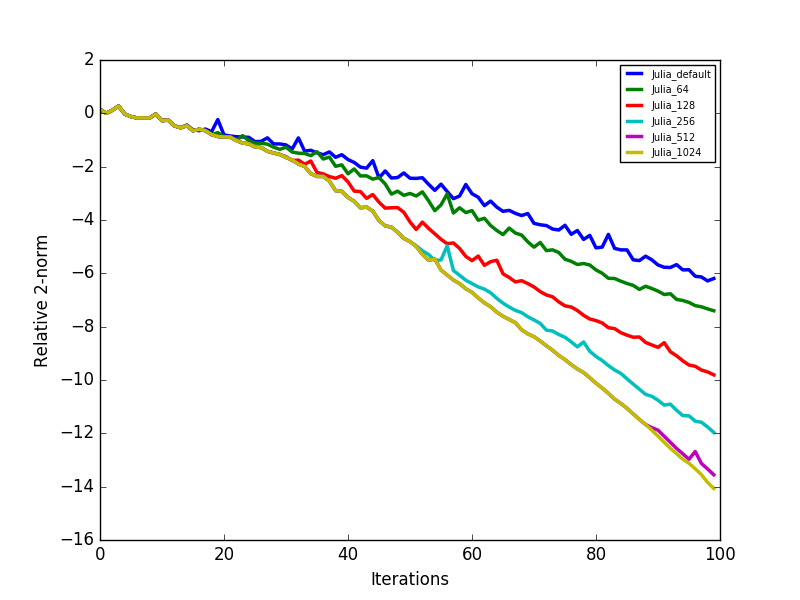 2
0
−2
−4
−6
−8
−10
−12
−14
−16
0 20 40 60 80 100
Relative 2-norm
Iterations
Julia_default
Julia_64
Julia_128
Julia_256
Julia_512
Julia_1024